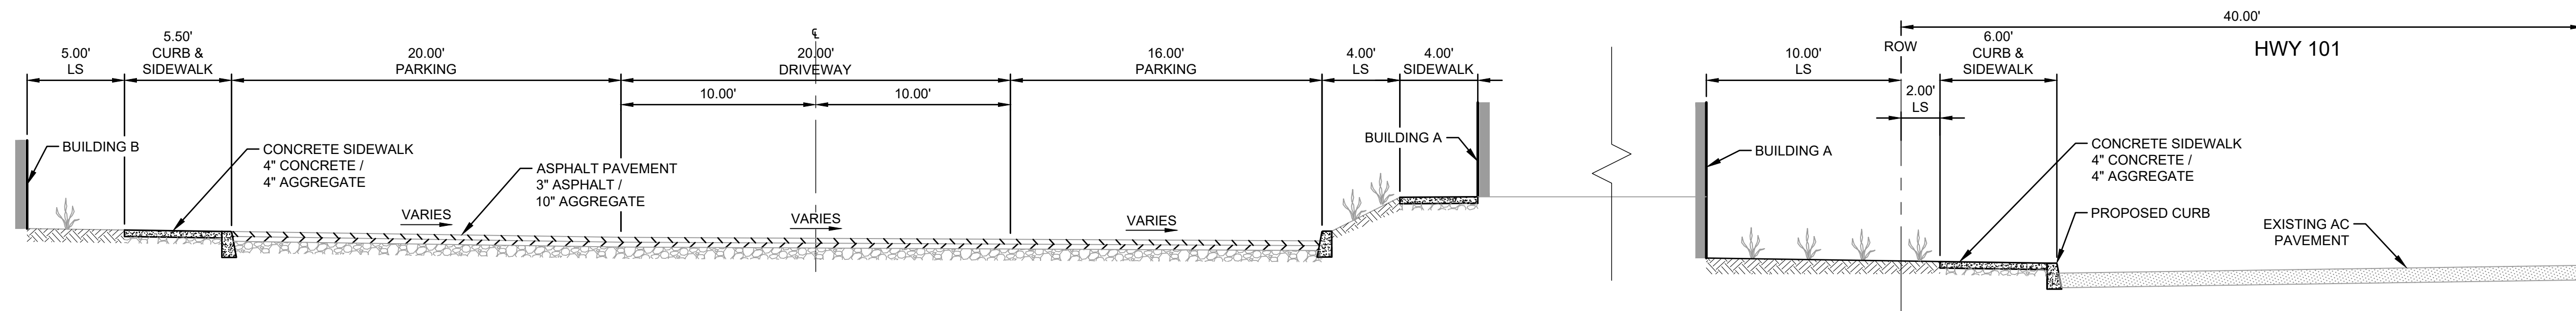 5.00'
LS
5.50'
CURB &
SIDEWALK
20.00'
PARKING
℄
20.00'
DRIVEWAY
16.00'
PARKING
4.00'
LS
4.00'
SIDEWALK
10.00'
10.00'
BUILDING B
CONCRETE SIDEWALK
4" CONCRETE /
4" AGGREGATE
ASPHALT PAVEMENT
3" ASPHALT /
10" AGGREGATE
VARIES
VARIES
VARIES
BUILDING A
10.00'
LS
ROW
40.00'
HWY 101
6.00'
CURB &
SIDEWALK
2.00'
LS
BUILDING A
CONCRETE SIDEWALK
4" CONCRETE /
4" AGGREGATE
PROPOSED CURB
EXISTING AC
PAVEMENT